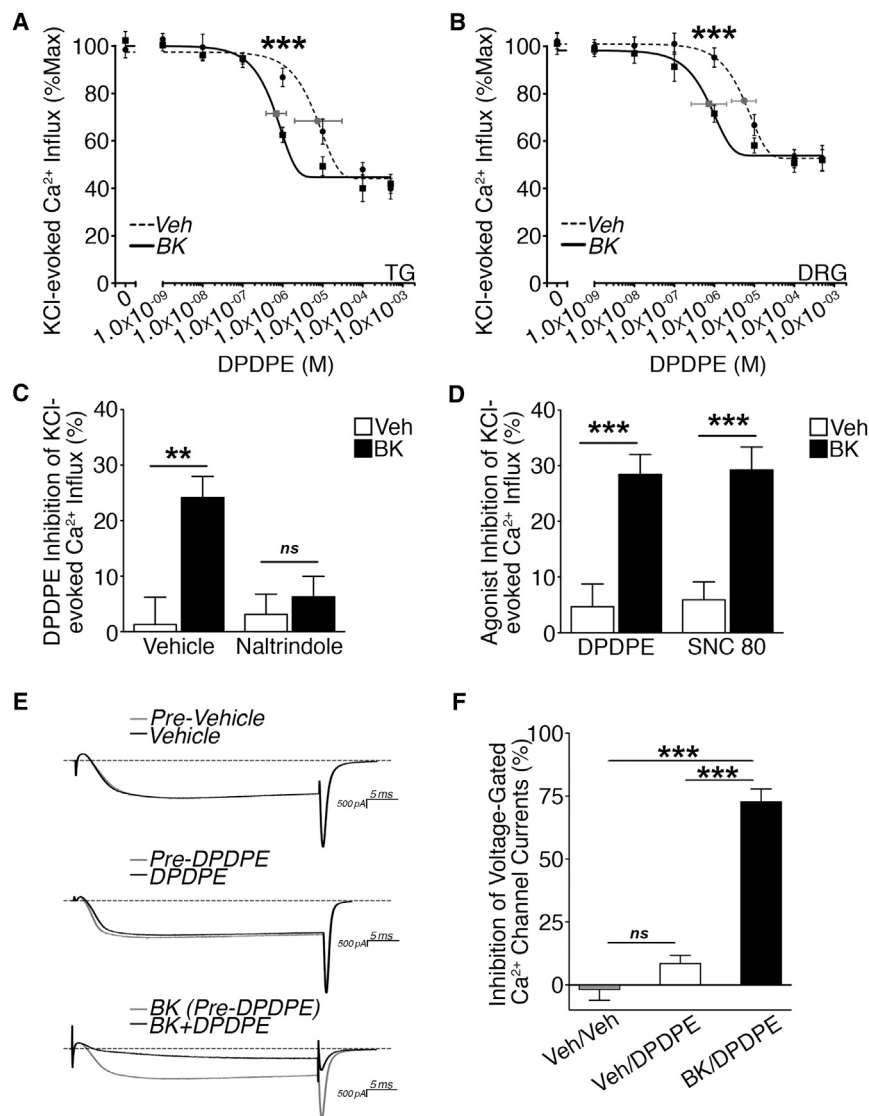 A
KCl-evoked Ca²⁺ Influx (%Max)
100
80
60
40
20
0
***
Veh
BK
TG
0
1.0x10⁻⁰⁹
1.0x10⁻⁰⁸
1.0x10⁻⁰⁷
1.0x10⁻⁰⁶
1.0x10⁻⁰⁵
1.0x10⁻⁰⁴
1.0x10⁻⁰³
DPDPE (M)
B
KCl-evoked Ca²⁺ Influx (%Max)
100
80
60
40
20
0
***
Veh
BK
DRG
0
1.0x10⁻⁰⁹
1.0x10⁻⁰⁸
1.0x10⁻⁰⁷
1.0x10⁻⁰⁶
1.0x10⁻⁰⁵
1.0x10⁻⁰⁴
1.0x10⁻⁰³
DPDPE (M)
C
DPDPE Inhibition of KCl-
evoked Ca²⁺ Influx (%)
40
30
20
10
0
**
ns
Veh
BK
Vehicle
Naltrindole
D
Agonist Inhibition of KCl-
evoked Ca²⁺ Influx (%)
40
30
20
10
0
***
***
Veh
BK
DPDPE
SNC 80
E
Pre-Vehicle
Vehicle
500 pA
5 ms
Pre-DPDPE
DPDPE
500 pA
5 ms
BK (Pre-DPDPE)
BK+DPDPE
500 pA
5 ms
F
Inhibition of Voltage-Gated
Ca²⁺ Channel Currents (%)
100
75
50
25
0
***
***
ns
Veh/Veh
Veh/DPDPE
BK/DPDPE